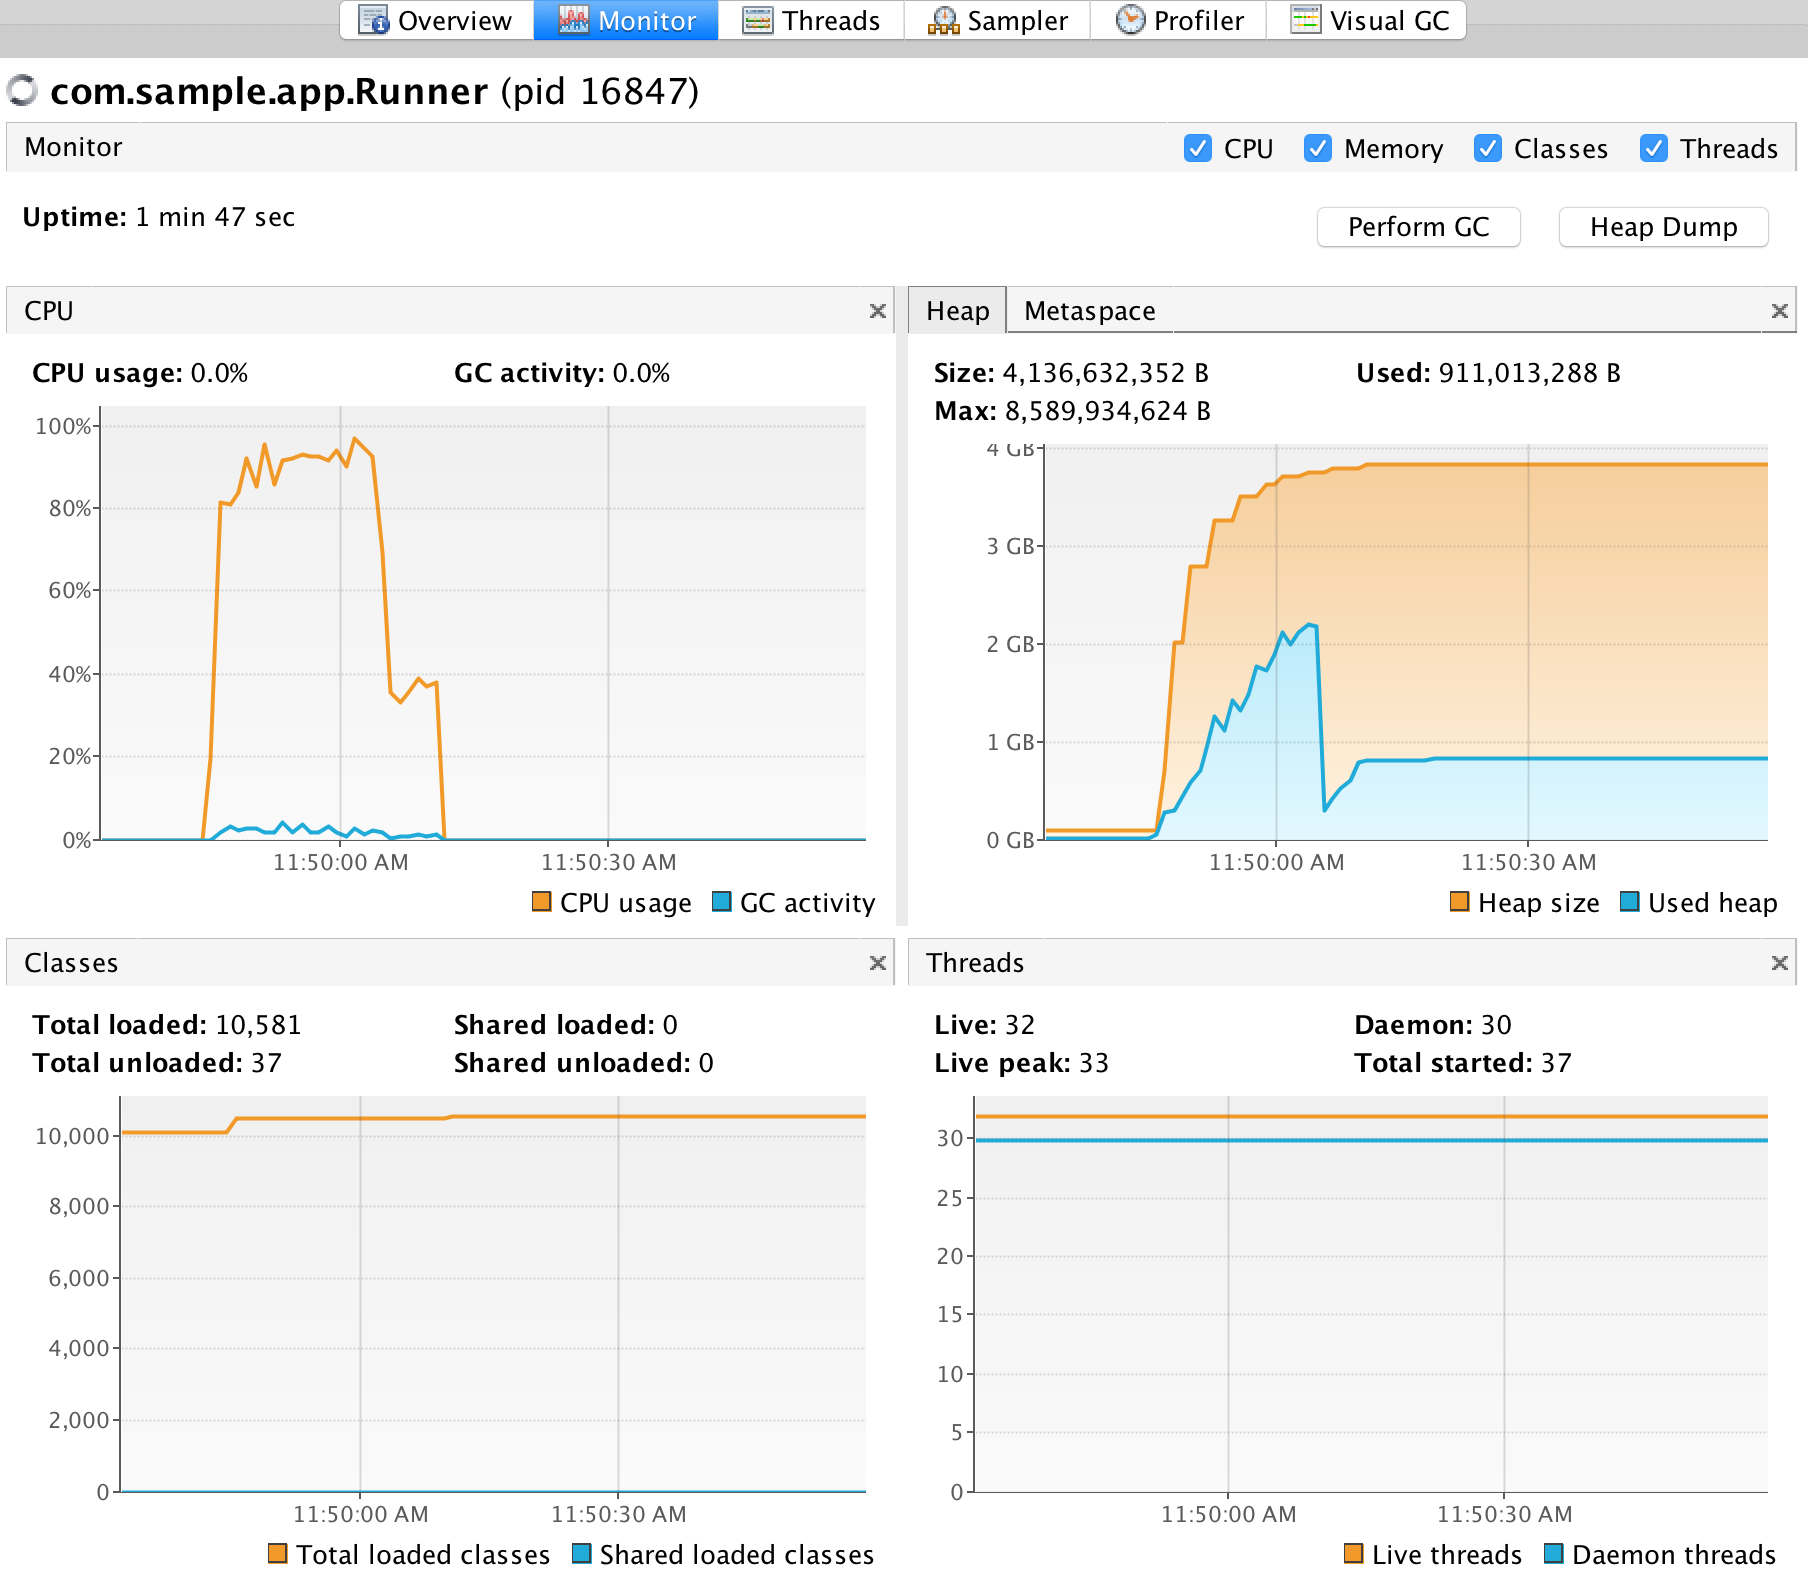 Overview Monitor Threads Sampler Profiler Visual GC
com.sample.app.Runner (pid 16847)
Monitor CPU Memory Classes Threads
Uptime: 1 min 47 sec
Perform GC Heap Dump
CPU
CPU usage: 0.0% GC activity: 0.0%
100%
80%
60%
40%
20%
0%
11:50:00 AM 11:50:30 AM
CPU usage GC activity
Heap Metaspace
Size: 4,136,632,352 B Used: 911,013,288 B
Max: 8,589,934,624 B
4 GB
3 GB
2 GB
1 GB
0 GB
11:50:00 AM 11:50:30 AM
Heap size Used heap
Classes
Total loaded: 10,581 Shared loaded: 0
Total unloaded: 37 Shared unloaded: 0
10,000
8,000
6,000
4,000
2,000
0
11:50:00 AM 11:50:30 AM
Total loaded classes Shared loaded classes
Threads
Live: 32 Daemon: 30
Live peak: 33 Total started: 37
30
25
20
15
10
5
0
11:50:00 AM 11:50:30 AM
Live threads Daemon threads